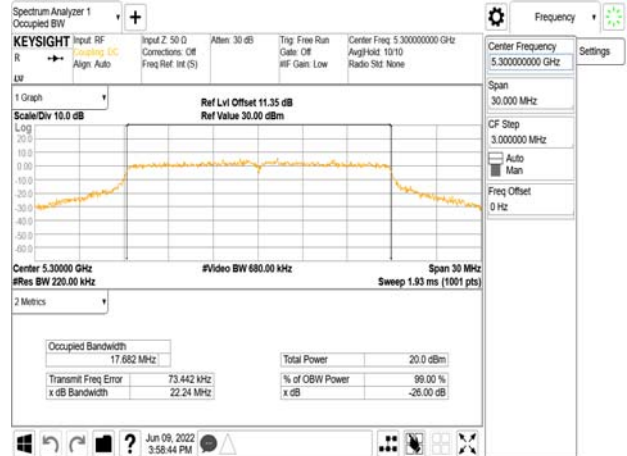 Spectrum Analyzer 1
Occupied BW
Frequency
KEYSIGHT
R
Input: RF
Coupling: DC
Align: Auto
Input Z: 50 Ω
Corrections: Off
Freq Ref: Int (S)
Atten: 30 dB
Trig: Free Run
Gate: Off
#IF Gain: Low
Center Freq: 5.300000000 GHz
Avg|Hold: 10/10
Radio Std: None
Center Frequency
5.300000000 GHz
Settings
Span
30.000 MHz
CF Step
3.000000 MHz
Auto
Man
Freq Offset
0 Hz
1 Graph
Scale/Div 10.0 dB
Ref Lvl Offset 11.35 dB
Ref Value 30.00 dBm
Log
20.0
10.0
0.00
-10.0
-20.0
-30.0
-40.0
-50.0
-60.0
Center 5.30000 GHz
#Res BW 220.00 kHz
#Video BW 680.00 kHz
Span 30 MHz
Sweep 1.93 ms (1001 pts)
2 Metrics
Occupied Bandwidth
17.682 MHz
Total Power 20.0 dBm
Transmit Freq Error 73.442 kHz
% of OBW Power 99.00 %
x dB Bandwidth 22.24 MHz
x dB -26.00 dB
?
Jun 09, 2022
3:58:44 PM